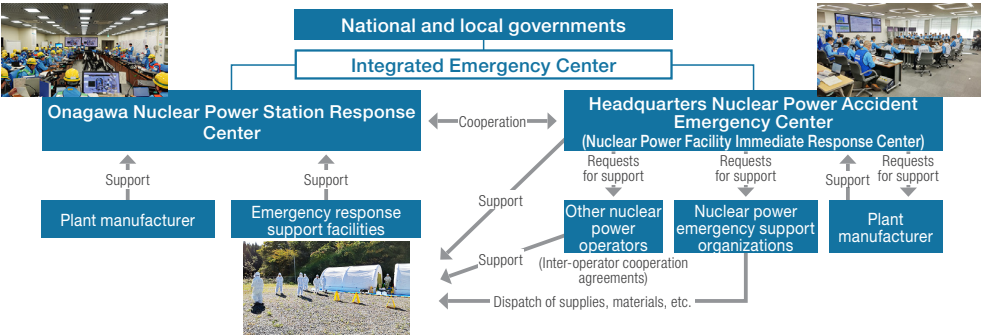 National and local governments
Integrated Emergency Center
Onagawa Nuclear Power Station Response
Center
Cooperation
Headquarters Nuclear Power Accident
Emergency Center
(Nuclear Power Facility Immediate Response Center)
Support
Support
Requests
for support
Requests
for support
Support
Requests
for support
Plant manufacturer
Emergency response
support facilities
Support
Other nuclear
power
operators
Nuclear power
emergency support
organizations
Plant
manufacturer
Support
(Inter-operator cooperation
agreements)
Dispatch of supplies, materials, etc.